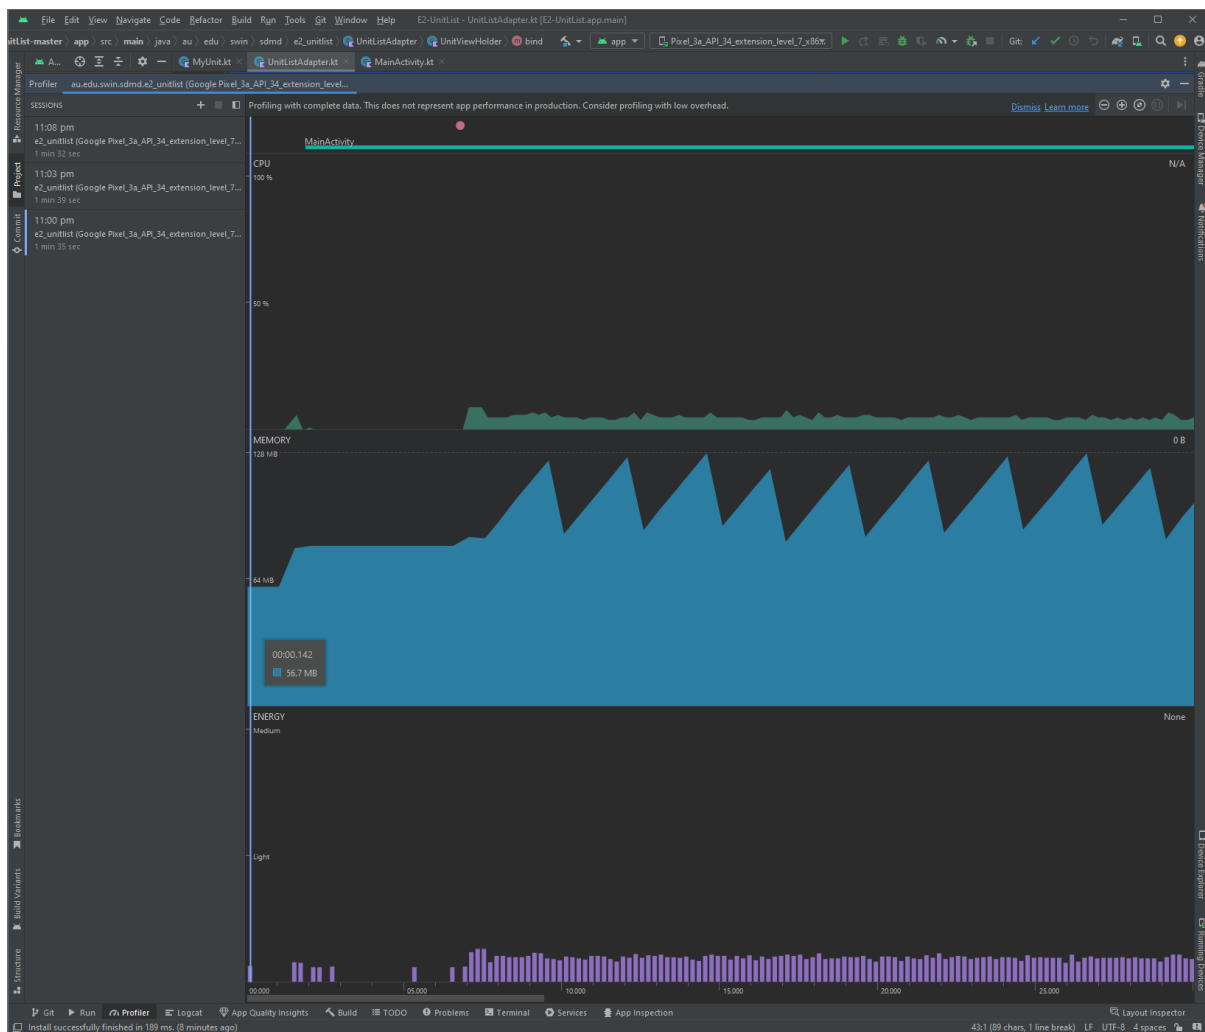 File Edit View Navigate Code Refactor Build Run Tools Git Window Help E2-UnitList - UnitListAdapter.kt [E2-UnitList.app.main]
nitList-master app src main java au edu swin sdmd e2_unitlist UnitListAdapter UnitViewHolder bind app Pixel_3a_API_34_extension_level_7_x86 Git:
A... MyUnit.kt UnitListAdapter.kt MainActivity.kt
Profiler au.edu.swin.sdmd.e2_unitlist (Google Pixel_3a_API_34_extension_level...
SESSIONS
Profiling with complete data. This does not represent app performance in production. Consider profiling with low overhead. Dismiss Learn more
11:08 pm
e2_unitlist (Google Pixel_3a_API_34_extension_level_7...
1 min 32 sec
11:03 pm
e2_unitlist (Google Pixel_3a_API_34_extension_level_7...
1 min 39 sec
11:00 pm
e2_unitlist (Google Pixel_3a_API_34_extension_level_7...
1 min 35 sec
MainActivity
CPU N/A
100 %
50 %
MEMORY 0 B
128 MB
64 MB
00:00.142
56.7 MB
ENERGY None
Medium
Light
00.000 05.000 10.000 15.000 20.000 25.000
Resource Manager
Project
Commit
Bookmarks
Build Variants
Structure
Gradle
Device Manager
Notifications
Device Explorer
Running Devices
Git Run Profiler Logcat App Quality Insights Build TODO Problems Terminal Services App Inspection Layout Inspector
Install successfully finished in 189 ms. (8 minutes ago) 43:1 (89 chars, 1 line break) LF UTF-8 4 spaces